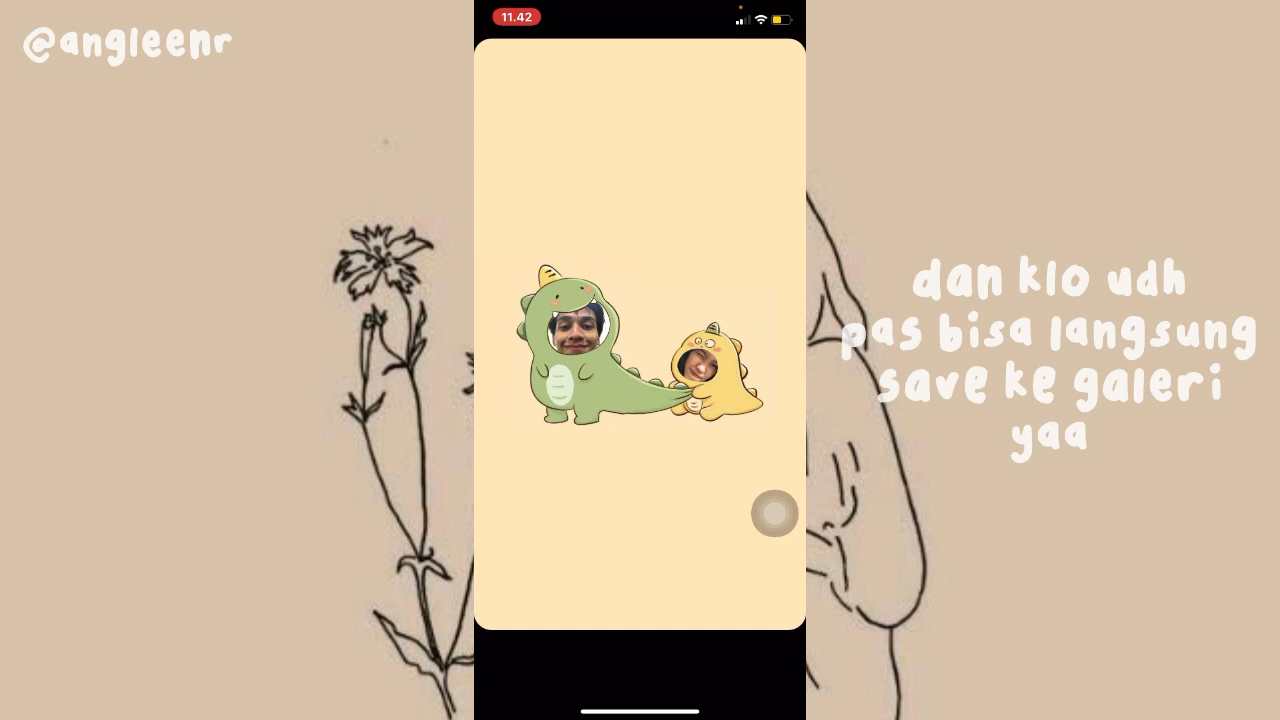 @angleenr
11.42
dan klo udh
pas bisa langsung
save ke galeri
yaa